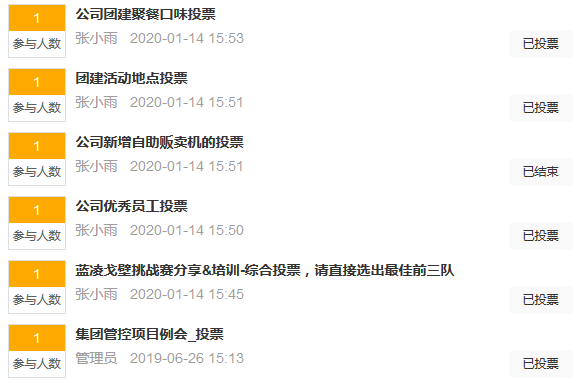 1
参与人数
公司团建聚餐口味投票
张小雨 2020-01-14 15:53
已投票
1
参与人数
团建活动地点投票
张小雨 2020-01-14 15:51
已投票
1
参与人数
公司新增自助贩卖机的投票
张小雨 2020-01-14 15:51
已结束
1
参与人数
公司优秀员工投票
张小雨 2020-01-14 15:50
已投票
1
参与人数
蓝凌戈壁挑战赛分享&培训-综合投票，请直接选出最佳前三队
张小雨 2020-01-14 15:45
已投票
1
参与人数
集团管控项目例会_投票
管理员 2019-06-26 15:13
已投票